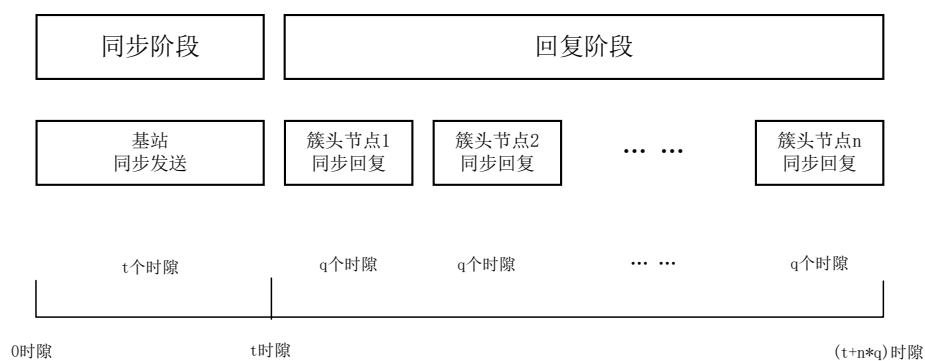 同步阶段
回复阶段
基站
同步发送
簇头节点1
同步回复
簇头节点2
同步回复
… …
簇头节点n
同步回复
t个时隙
q个时隙
q个时隙
… …
q个时隙
0时隙
t时隙
(t+n*q)时隙